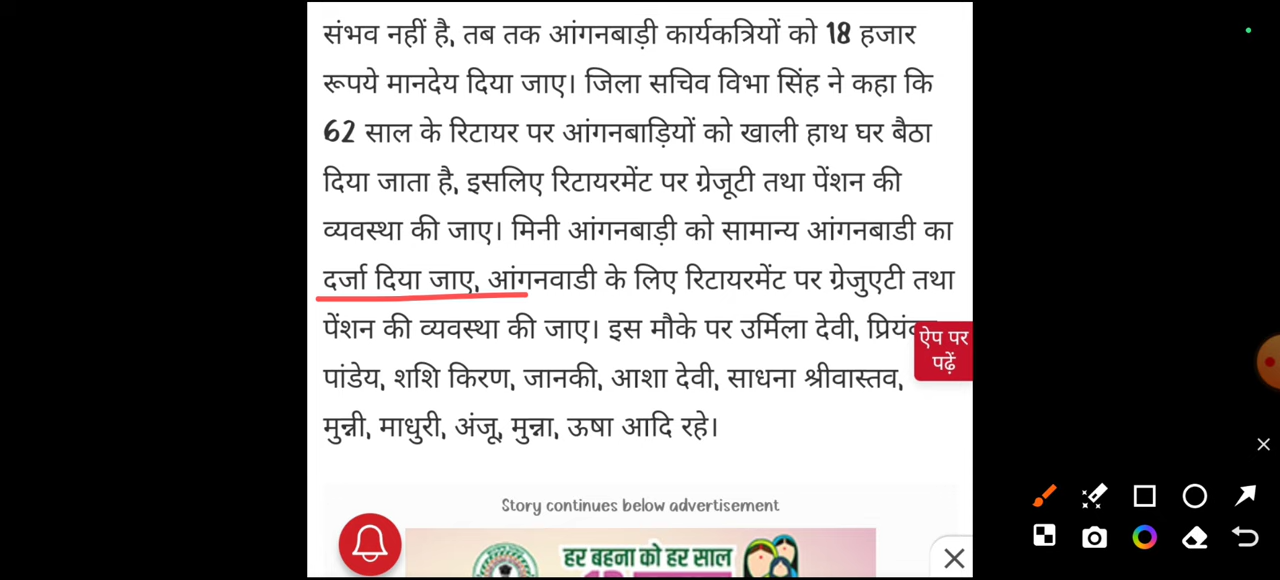 संभव नहीं है, तब तक आंगनबाड़ी कार्यकत्रियों को 18 हजार
रूपये मानदेय दिया जाए। जिला सचिव विभा सिंह ने कहा कि
62 साल के रिटायर पर आंगनबाड़ियों को खाली हाथ घर बैठा
दिया जाता है, इसलिए रिटायरमेंट पर ग्रेजूटी तथा पेंशन की
व्यवस्था की जाए। मिनी आंगनबाड़ी को सामान्य आंगनबाडी का
दर्जा दिया जाए, आंगनवाडी के लिए रिटायरमेंट पर ग्रेजुएटी तथा
पेंशन की व्यवस्था की जाए। इस मौके पर उर्मिला देवी,
ऐप पर
पढ़ें
पांडेय, शशि किरण, जानकी, आशा देवी, साधना श्रीवास्तव,
मुन्नी, माधुरी, अंजू, मुन्ना, ऊषा आदि रहे।
Story continues below advertisement
हर बहना को हर साल